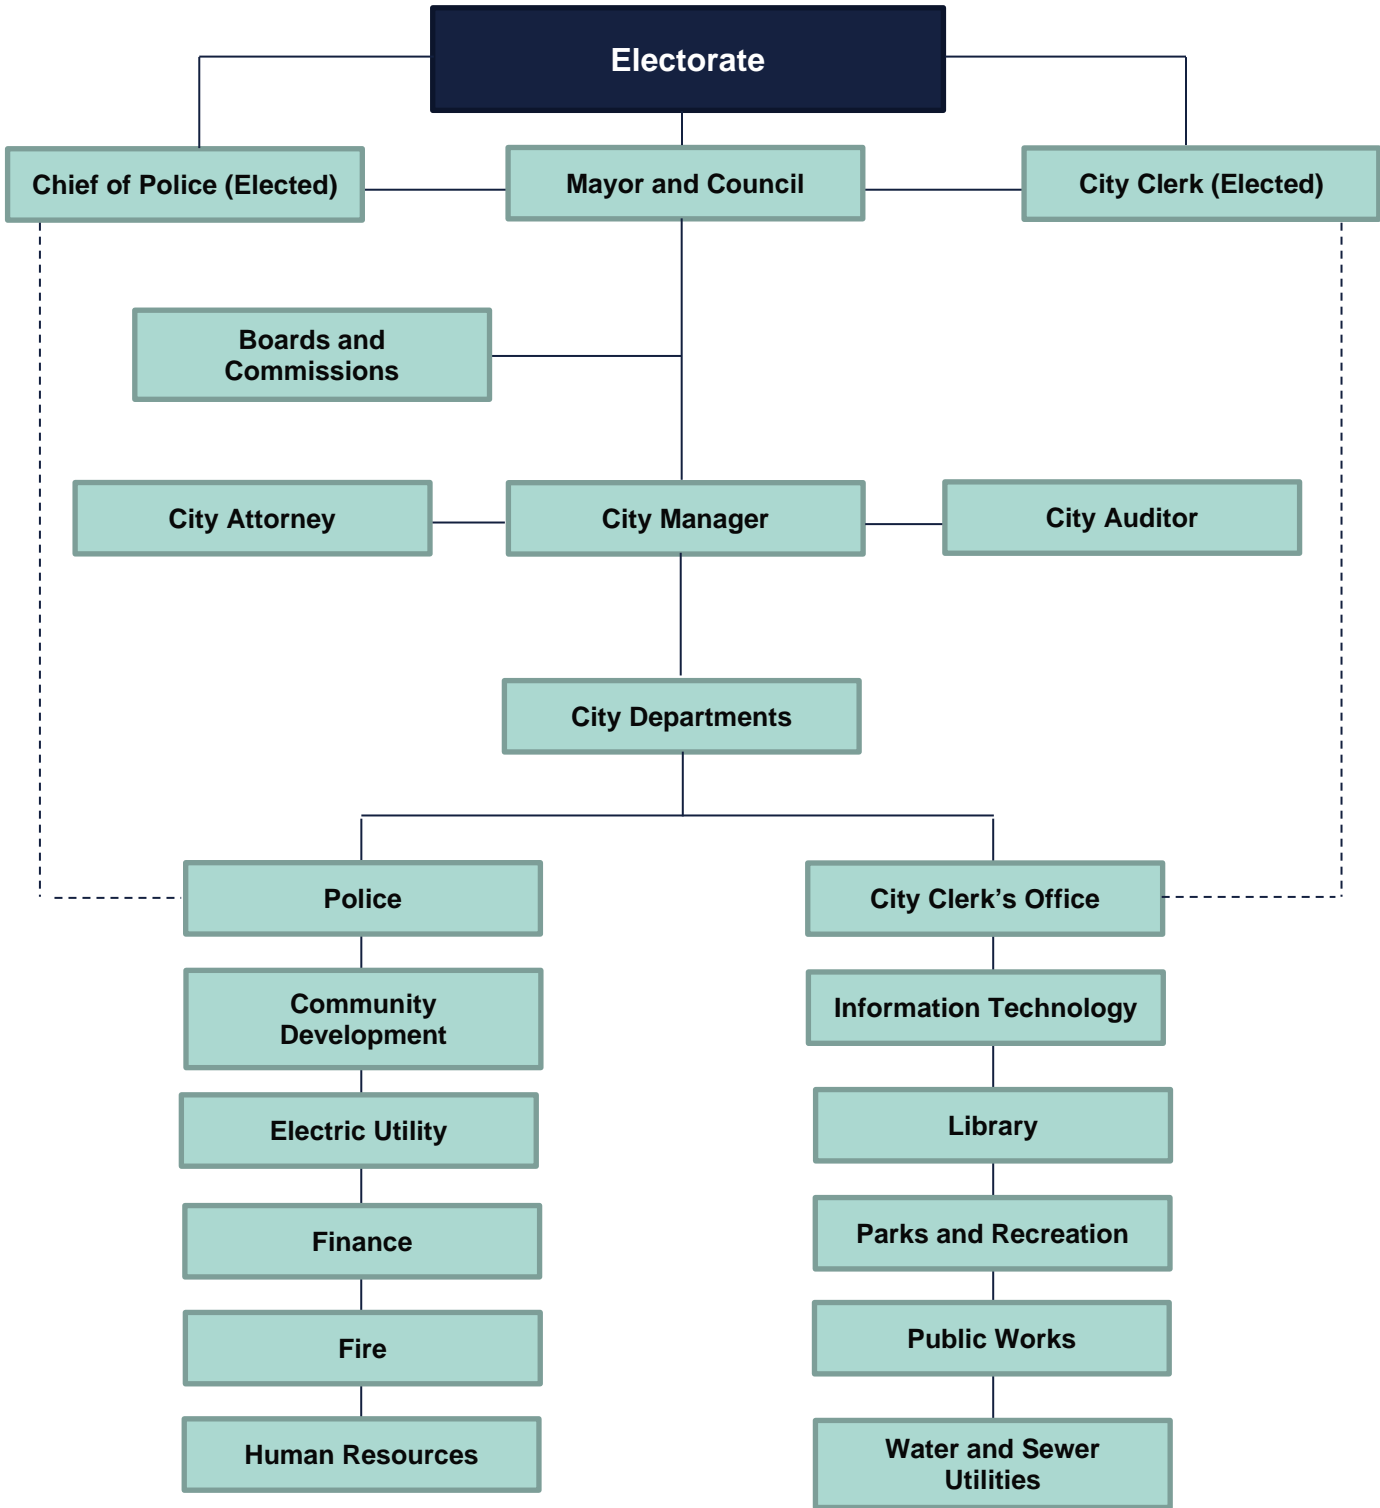 Electorate
Chief of Police (Elected)
Mayor and Council
City Clerk (Elected)
Boards and
Commissions
City Attorney
City Manager
City Auditor
City Departments
Police
City Clerk’s Office
Community
Development
Information Technology
Electric Utility
Library
Finance
Parks and Recreation
Fire
Public Works
Human Resources
Water and Sewer
Utilities